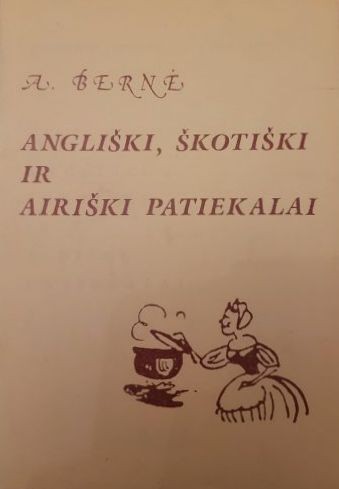 A. BERNĖ
ANGLIŠKI, ŠKOTIŠKI
IR
AIRIŠKI PATIEKALAI